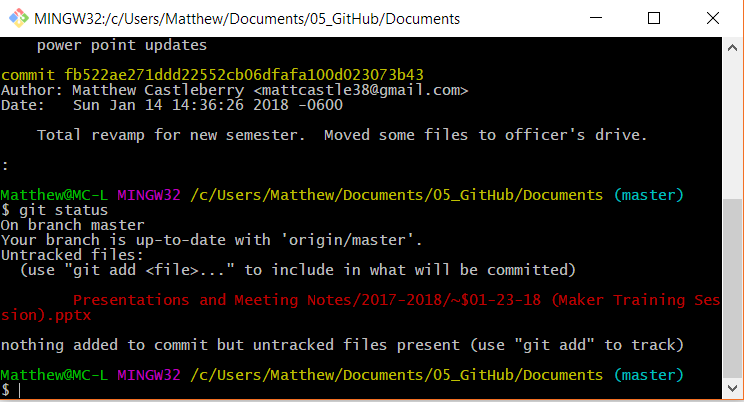 MINGW32:/c/Users/Matthew/Documents/05_GitHub/Documents
    power point updates
commit fb522ae271ddd22552cb06dfafa100d023073b43
Author: Matthew Castleberry <mattcastle38@gmail.com>
Date:   Sun Jan 14 14:36:26 2018 -0600
    Total revamp for new semester.  Moved some files to officer's drive.
:
Matthew@MC-L MINGW32 /c/Users/Matthew/Documents/05_GitHub/Documents (master)
$ git status
On branch master
Your branch is up-to-date with 'origin/master'.
Untracked files:
  (use "git add <file>..." to include in what will be committed)
        Presentations and Meeting Notes/2017-2018/~$01-23-18 (Maker Training Ses
sion).pptx
nothing added to commit but untracked files present (use "git add" to track)
Matthew@MC-L MINGW32 /c/Users/Matthew/Documents/05_GitHub/Documents (master)
$